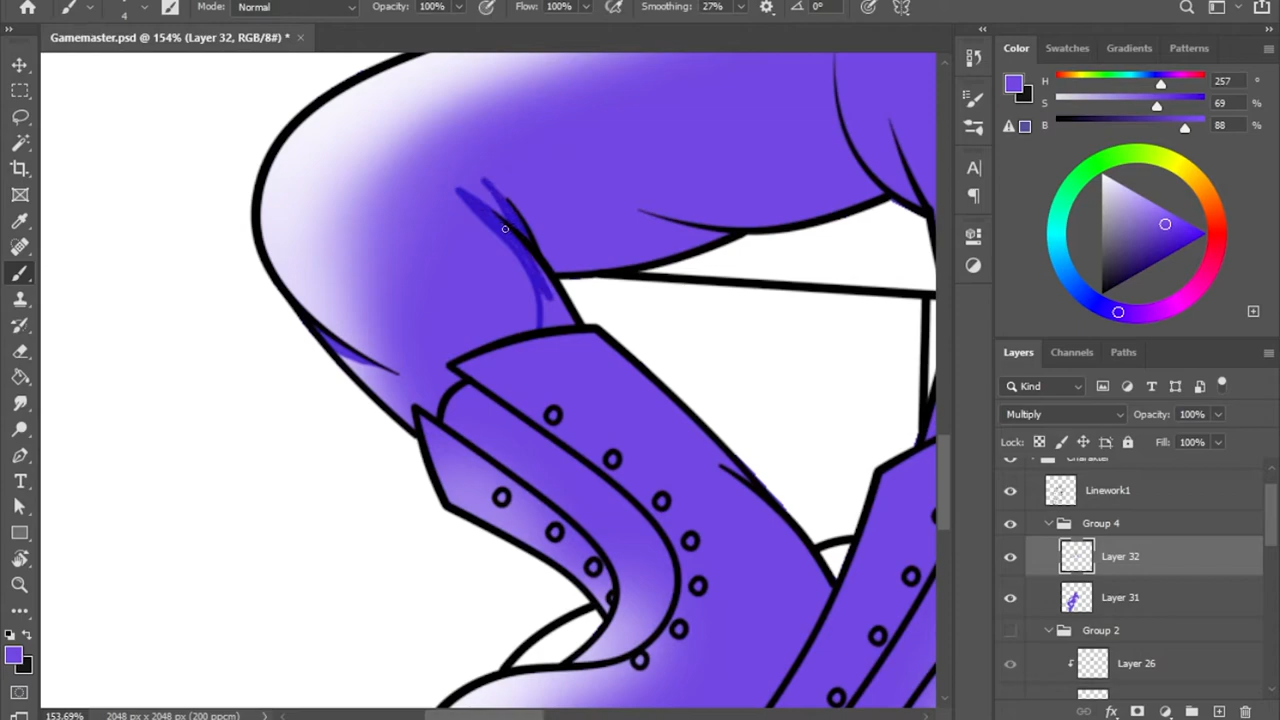 4 Mode: Normal Opacity: 100% Flow: 100% Smoothing: 27% 0°
Gamemaster.psd @ 154% (Layer 32, RGB/8#) * ×
Color Swatches Gradients Patterns
H 257 °
S 69 %
B 88 %
Layers Channels Paths
Kind
Multiply Opacity: 100%
Lock: Fill: 100%
Charakter
Linework1
Group 4
Layer 32
Layer 31
Group 2
Layer 26
153.69% 2048 px x 2048 px (200 ppcm)